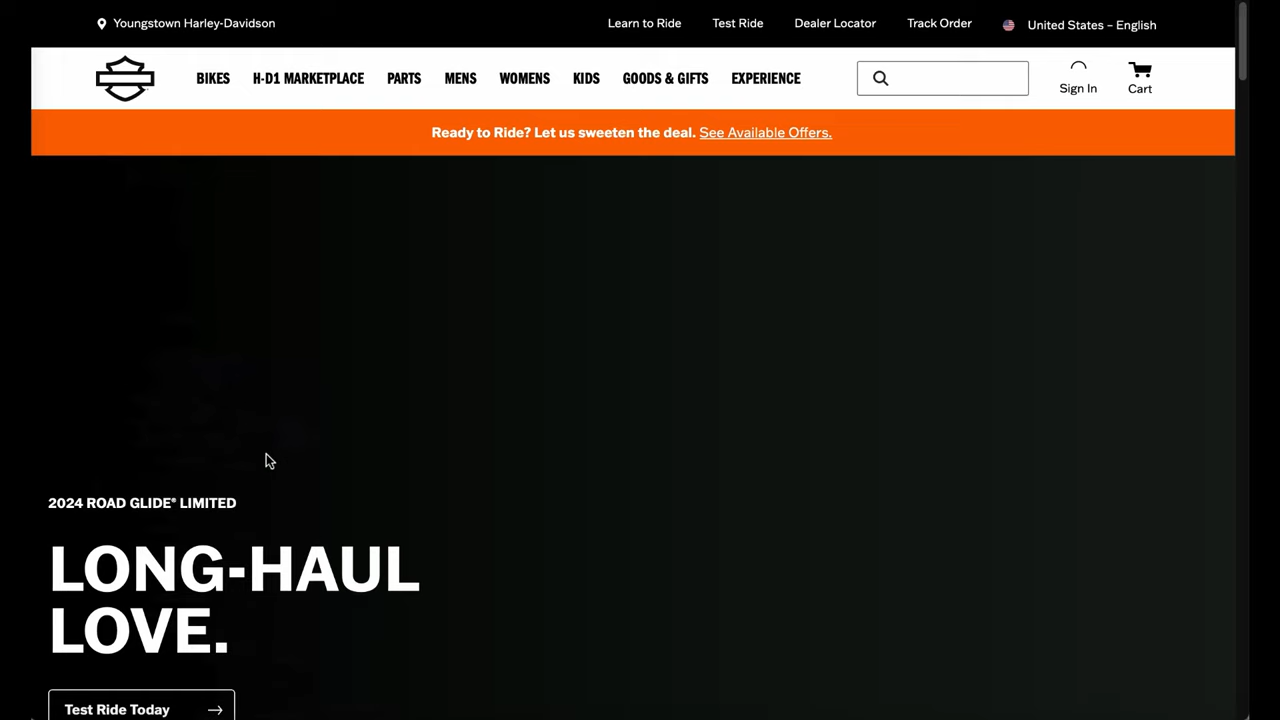 Youngstown Harley-Davidson
Learn to Ride
Test Ride
Dealer Locator
Track Order
United States – English
BIKES
H-D1 MARKETPLACE
PARTS
MENS
WOMENS
KIDS
GOODS & GIFTS
EXPERIENCE
Sign In
Cart
Ready to Ride? Let us sweeten the deal. See Available Offers.
2024 ROAD GLIDE® LIMITED
LONG-HAUL
LOVE.
Test Ride Today